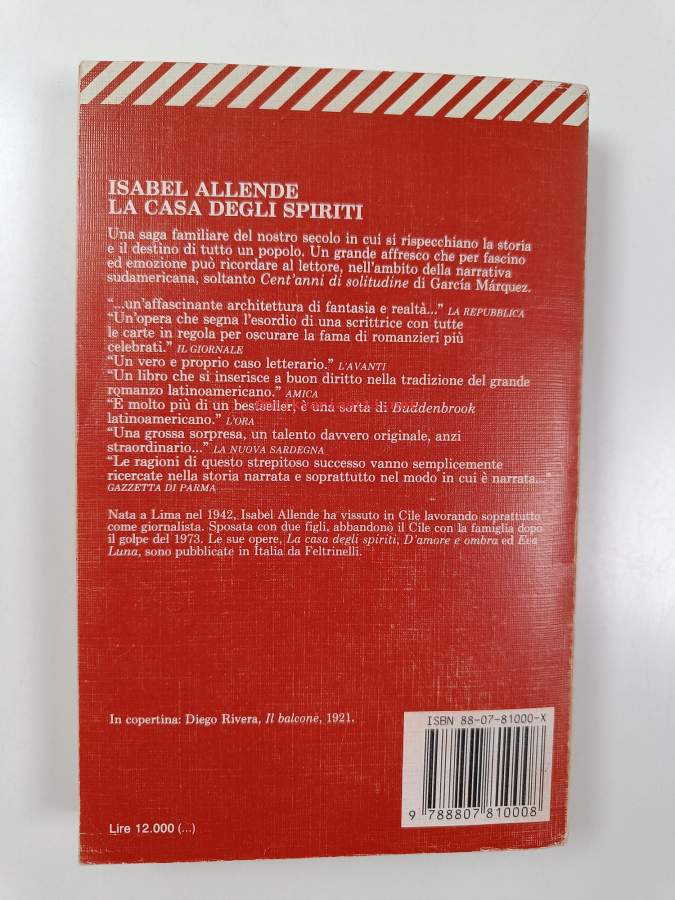 ISABEL ALLENDE
LA CASA DEGLI SPIRITI
Una saga familiare del nostro secolo in cui si rispecchiano la storia
e il destino di tutto un popolo. Un grande affresco che per fascino
ed emozione può ricordare al lettore, nell'ambito della narrativa
sudamericana, soltanto Cent'anni di solitudine di García Márquez.
"...un'affascinante architettura di fantasia e realtà..." LA REPUBBLICA
"Un'opera che segna l'esordio di una scrittrice con tutte
le carte in regola per oscurare la fama di romanzieri più
celebrati." IL GIORNALE
"Un vero e proprio caso letterario." L'AVANTI
"Un libro che si inserisce a buon diritto nella tradizione del grande
romanzo latinoamericano." AMICA
"È molto più di un bestseller, è una sorta di Buddenbrook
latinoamericano." L'ORA
"Una grossa sorpresa, un talento davvero originale, anzi
straordinario..." LA NUOVA SARDEGNA
"Le ragioni di questo strepitoso successo vanno semplicemente
ricercate nella storia narrata e soprattutto nel modo in cui è narrata...
GAZZETTA DI PARMA
Nata a Lima nel 1942, Isabel Allende ha vissuto in Cile lavorando soprattutto
come giornalista. Sposata con due figli, abbandonò il Cile con la famiglia dopo
il golpe del 1973. Le sue opere, La casa degli spiriti, D'amore e ombra ed Eva
Luna, sono pubblicate in Italia da Feltrinelli.
In copertina: Diego Rivera, Il balcone, 1921.
ISBN 88-07-81000-X
9 788807 810008
Lire 12.000 (...)